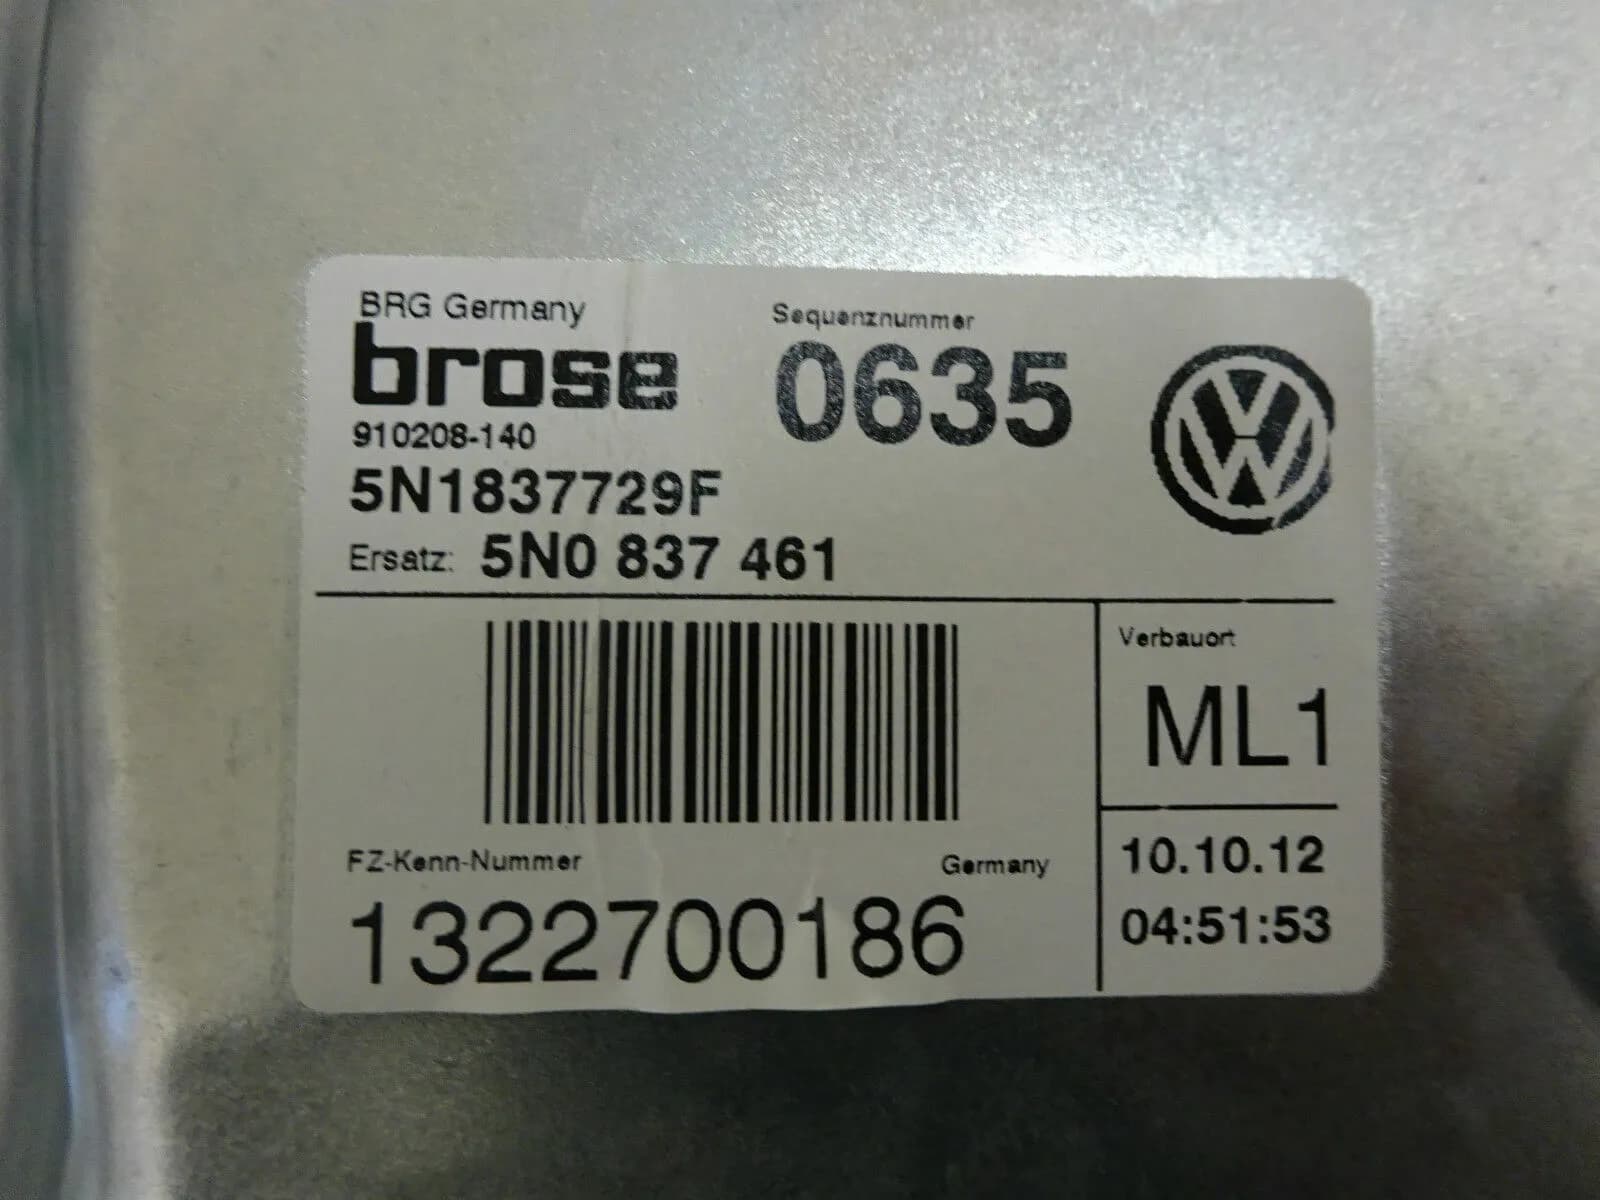 BRG Germany
brose
910208-140
5N1837729F
Ersatz: 5N0 837 461
Sequenznummer
0635
FZ-Kenn-Nummer
Germany
1322700186
Verbauort
ML1
10.10.12
04:51:53